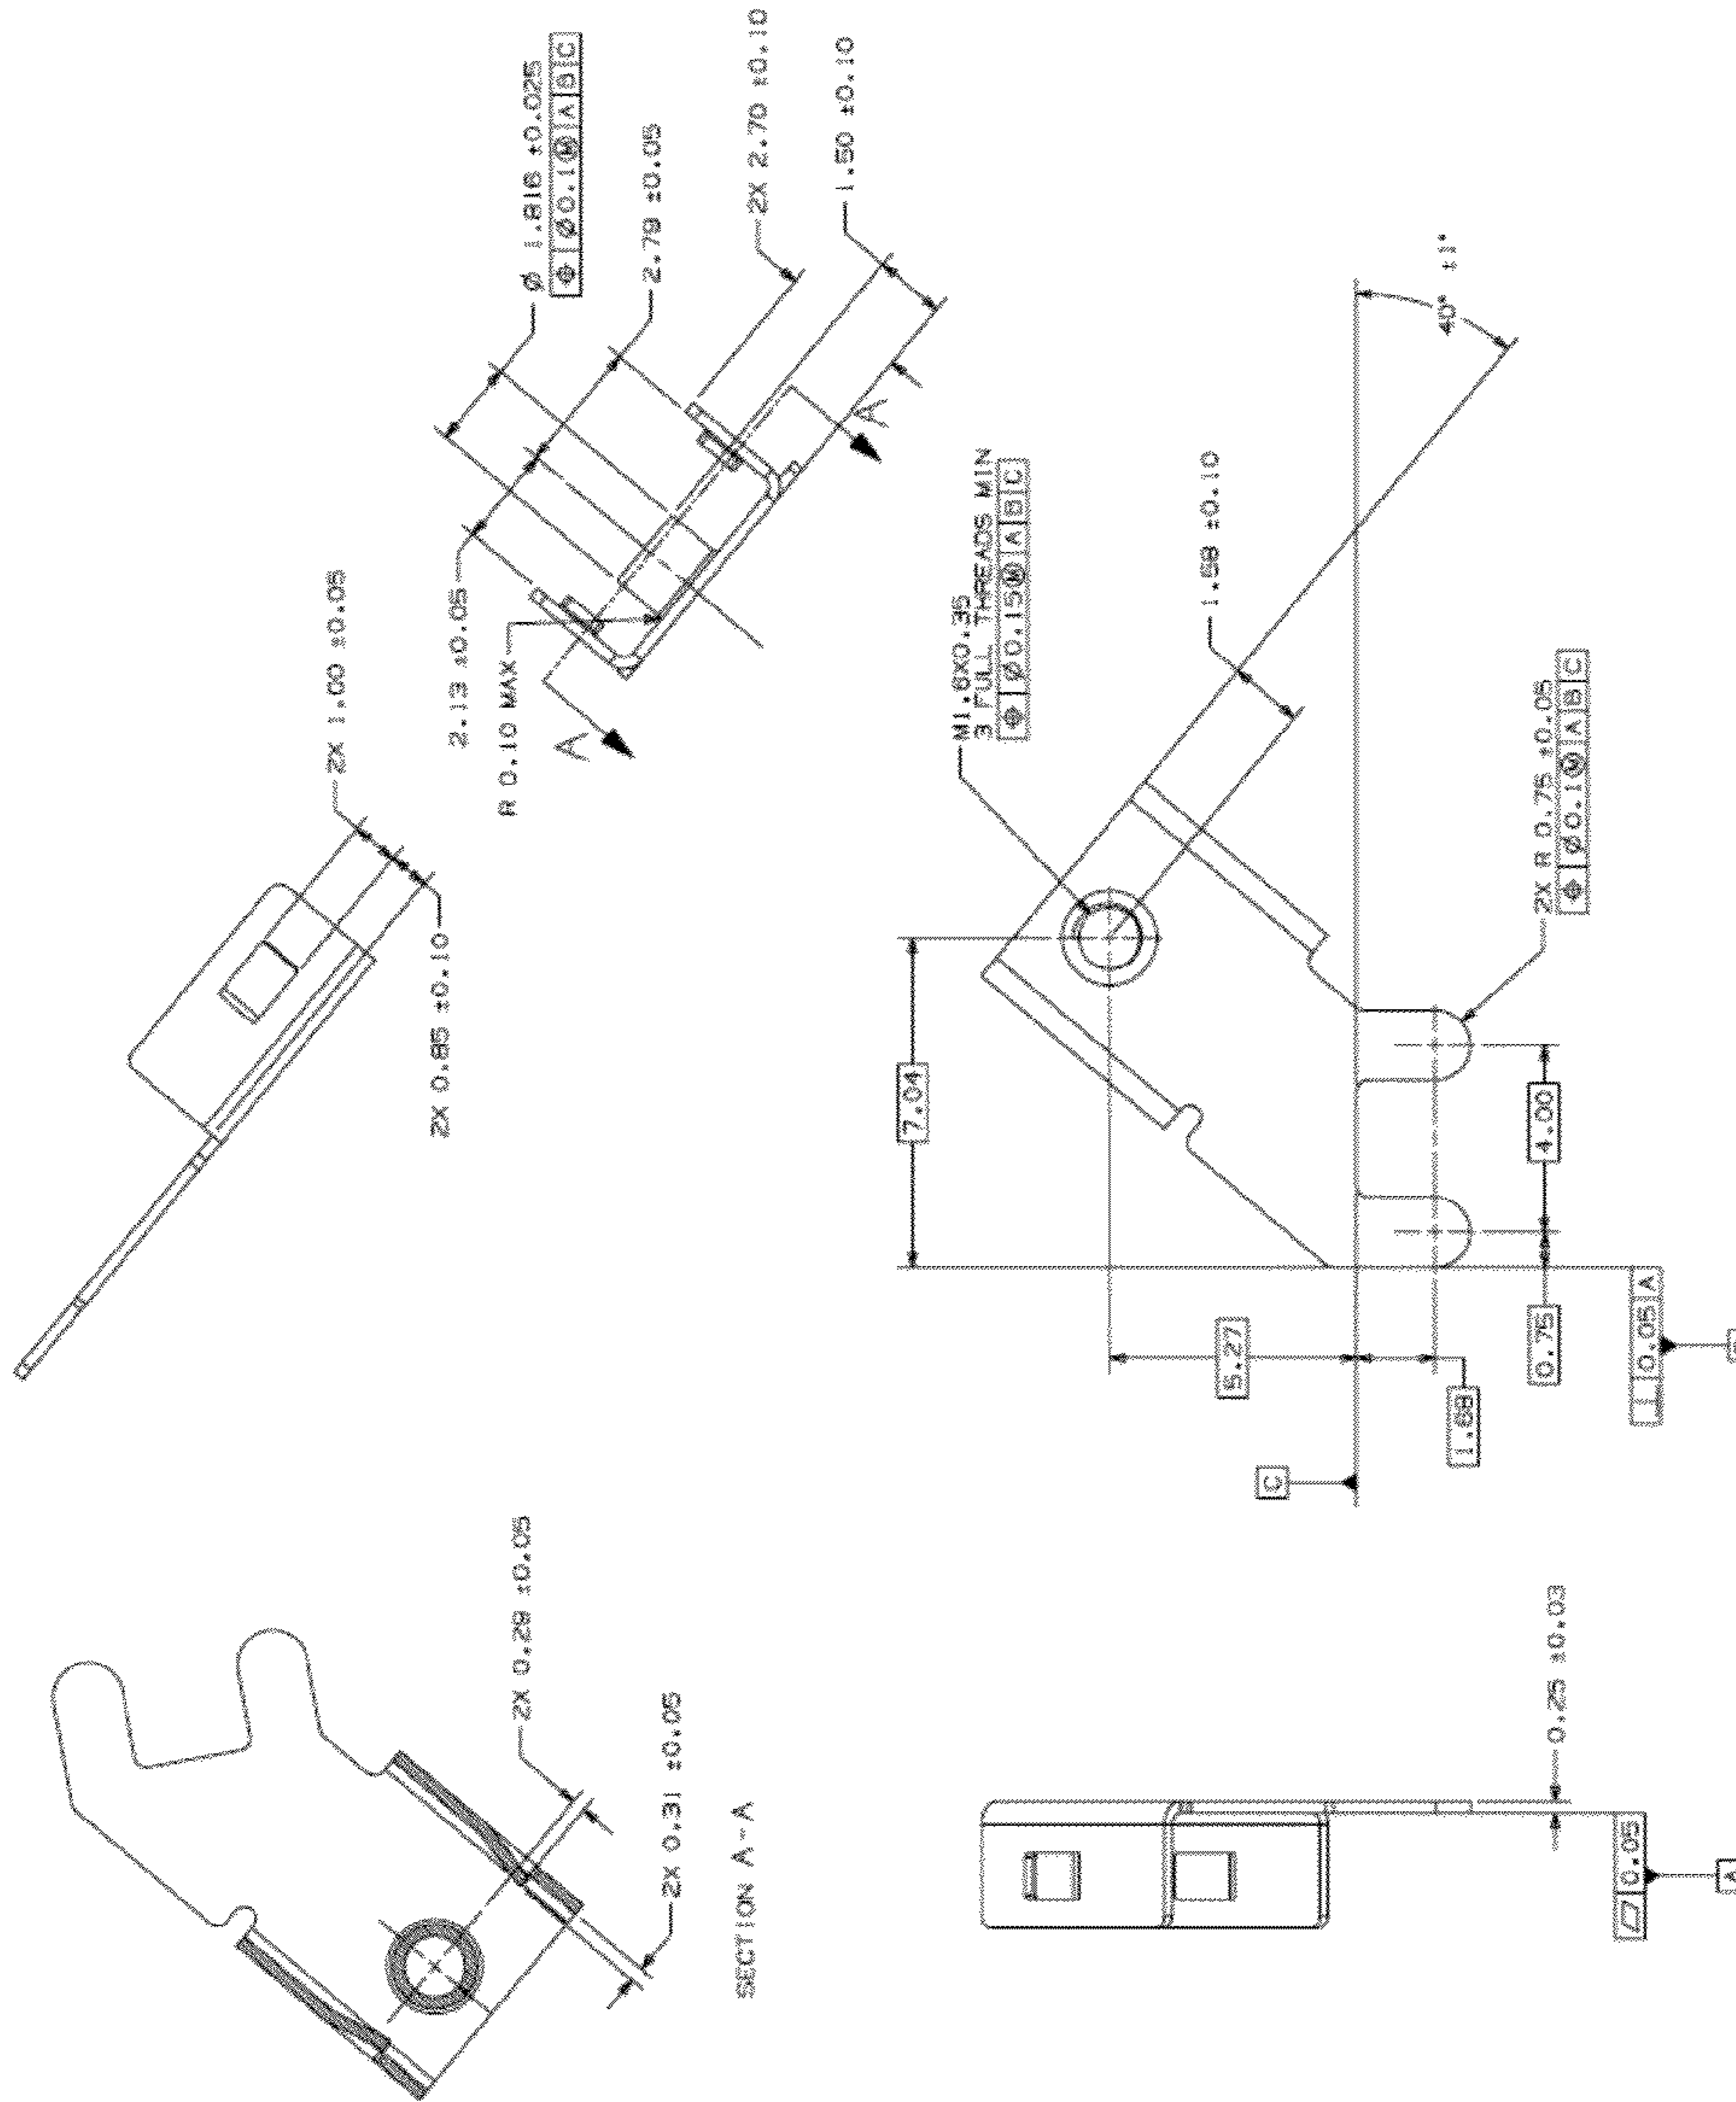 2X 1.00 ±0.05
2X 0.85 ±0.10
Ø 1.816 ±0.025
⌖ Ø0.1Ⓜ A B C
2.79 ±0.05
2X 2.70 ±0.10
1.50 ±0.10
2.13 ±0.05
R 0.10 MAX
A
A
2X 0.29 ±0.05
2X 0.31 ±0.05
SECTION A-A
M1.6X0.35
3 FULL THREADS MIN
⌖ Ø0.15Ⓜ A B C
1.58 ±0.10
40° ±1°
2X R 0.75 ±0.05
⌖ Ø0.1Ⓜ A B C
7.04
5.27
4.00
0.75
1.68
C
⟂ 0.05 A
0.25 ±0.03
⏥ 0.05
A